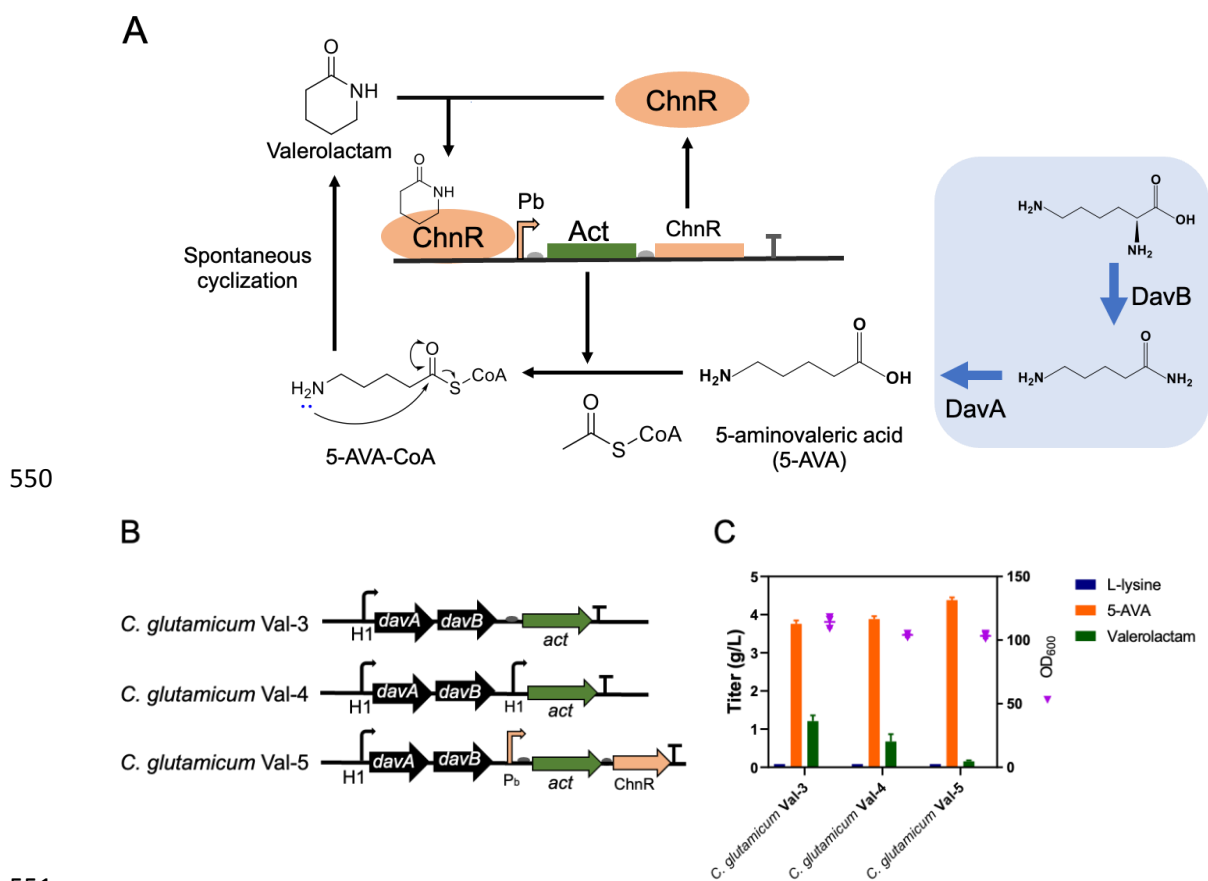 A
O
NH
Valerolactam
ChnR
O
NH
ChnR
Pb
Act
ChnR
Spontaneous
cyclization
H₂N
O
S
CoA
5-AVA-CoA
O
S
CoA
H₂N
O
OH
5-aminovaleric acid
(5-AVA)
H₂N
O
OH
NH₂
DavB
H₂N
O
NH₂
DavA
550
B
C. glutamicum Val-3
H1
davA
davB
act
C. glutamicum Val-4
H1
davA
davB
H1
act
C. glutamicum Val-5
H1
davA
davB
Pb
act
ChnR
C
Titer (g/L)
5
4
3
2
1
0
150
100
50
0
OD₆₀₀
L-lysine
5-AVA
Valerolactam
C. glutamicum Val-3
C. glutamicum Val-4
C. glutamicum Val-5